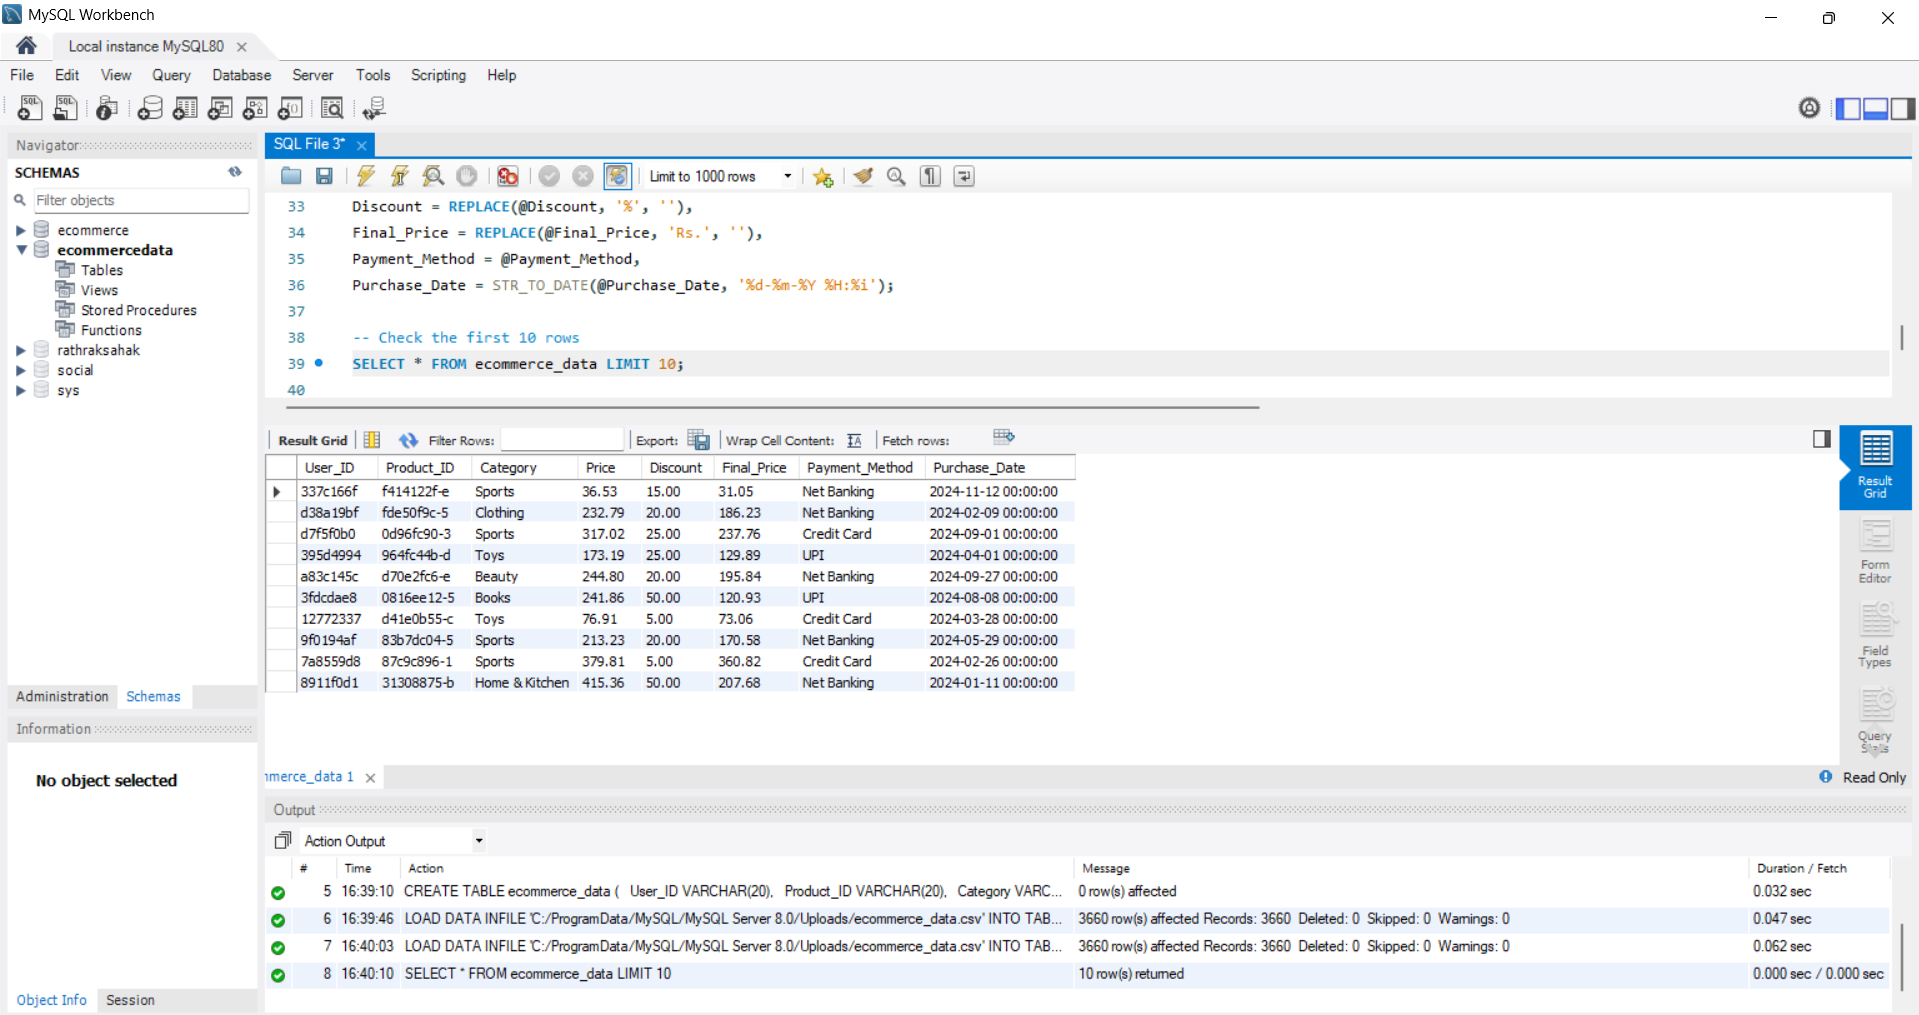 MySQL Workbench
Local instance MySQL80
File Edit View Query Database Server Tools Scripting Help
Navigator
SCHEMAS
Filter objects
ecommerce
ecommercedata
Tables
Views
Stored Procedures
Functions
rathraksahak
social
sys
Administration Schemas
Information
No object selected
Object Info Session
SQL File 3*
Limit to 1000 rows
33 Discount = REPLACE(@Discount, '%', ''),
34 Final_Price = REPLACE(@Final_Price, 'Rs.', ''),
35 Payment_Method = @Payment_Method,
36 Purchase_Date = STR_TO_DATE(@Purchase_Date, '%d-%m-%Y %H:%i');
37
38 -- Check the first 10 rows
39 SELECT * FROM ecommerce_data LIMIT 10;
40
Result Grid Filter Rows: Export: Wrap Cell Content: Fetch rows:
User_ID Product_ID Category Price Discount Final_Price Payment_Method Purchase_Date
337c166f f414122f-e Sports 36.53 15.00 31.05 Net Banking 2024-11-12 00:00:00
d38a19bf fde50f9c-5 Clothing 232.79 20.00 186.23 Net Banking 2024-02-09 00:00:00
d7f5f0b0 0d96fc90-3 Sports 317.02 25.00 237.76 Credit Card 2024-09-01 00:00:00
395d4994 964fc44b-d Toys 173.19 25.00 129.89 UPI 2024-04-01 00:00:00
a83c145c d70e2fc6-e Beauty 244.80 20.00 195.84 Net Banking 2024-09-27 00:00:00
3fdcdae8 0816ee12-5 Books 241.86 50.00 120.93 UPI 2024-08-08 00:00:00
12772337 d41e0b55-c Toys 76.91 5.00 73.06 Credit Card 2024-03-28 00:00:00
9f0194af 83b7dc04-5 Sports 213.23 20.00 170.58 Net Banking 2024-05-29 00:00:00
7a8559d8 87c9c896-1 Sports 379.81 5.00 360.82 Credit Card 2024-02-26 00:00:00
8911f0d1 31308875-b Home & Kitchen 415.36 50.00 207.68 Net Banking 2024-01-11 00:00:00
Result
Grid
Form
Editor
Field
Types
Query
Stats
mmerce_data 1
Read Only
Output
Action Output
# Time Action Message Duration / Fetch
5 16:39:10 CREATE TABLE ecommerce_data ( User_ID VARCHAR(20), Product_ID VARCHAR(20), Category VARC... 0 row(s) affected 0.032 sec
6 16:39:46 LOAD DATA INFILE 'C:/ProgramData/MySQL/MySQL Server 8.0/Uploads/ecommerce_data.csv' INTO TAB... 3660 row(s) affected Records: 3660 Deleted: 0 Skipped: 0 Warnings: 0 0.047 sec
7 16:40:03 LOAD DATA INFILE 'C:/ProgramData/MySQL/MySQL Server 8.0/Uploads/ecommerce_data.csv' INTO TAB... 3660 row(s) affected Records: 3660 Deleted: 0 Skipped: 0 Warnings: 0 0.062 sec
8 16:40:10 SELECT * FROM ecommerce_data LIMIT 10 10 row(s) returned 0.000 sec / 0.000 sec